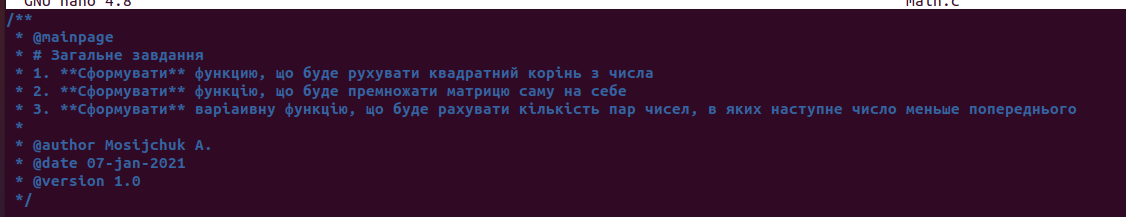 GNU nano 4.8 Main.c
/**
 * @mainpage
 * # Загальне завдання
 * 1. **Сформувати** функцию, що буде рухувати квадратний корінь з числа
 * 2. **Сформувати** функцію, що буде премножати матрицю саму на себе
 * 3. **Сформувати** варіаивну функцію, що буде рахувати кількість пар чисел, в яких наступне число меньше попереднього
 *
 * @author Mosijchuk A.
 * @date 07-jan-2021
 * @version 1.0
 */